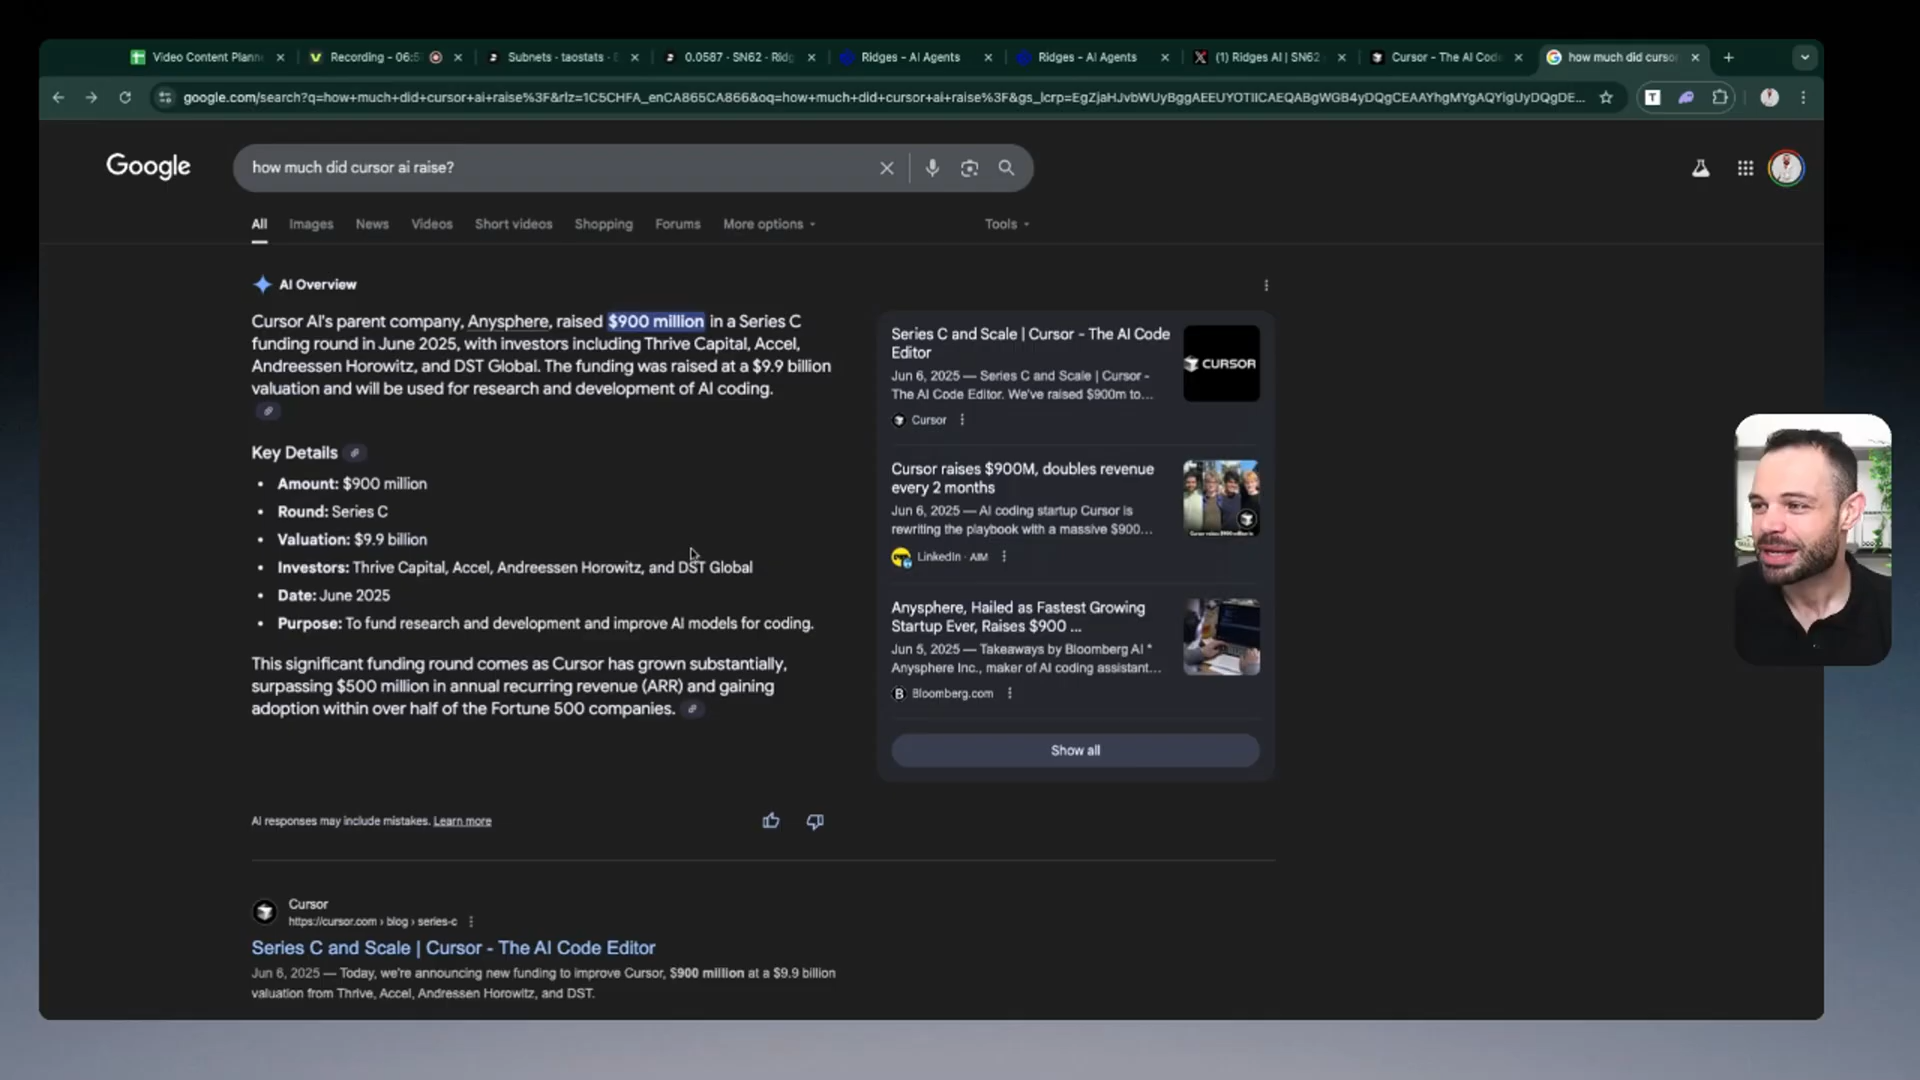 Video Content Planne
Recording - 06:5
Subnets - taostats -
0.0587 · SN62 · Ridg
Ridges – AI Agents
Ridges – AI Agents
(1) Ridges AI | SN62
Cursor - The AI Code
how much did curso
google.com/search?q=how+much+did+cursor+ai+raise%3F&rlz=1C5CHFA_enCA865CA866&oq=how+much+did+cursor+ai+raise%3F&gs_lcrp=
Google
how much did cursor ai raise?
All
Images
News
Videos
Short videos
Shopping
Forums
More options
Tools
AI Overview
Cursor AI's parent company, Anysphere, raised $900 million in a Series C
funding round in June 2025, with investors including Thrive Capital, Accel,
Andreessen Horowitz, and DST Global. The funding was raised at a $9.9 billion
valuation and will be used for research and development of AI coding.
Key Details
• Amount: $900 million
• Round: Series C
• Valuation: $9.9 billion
• Investors: Thrive Capital, Accel, Andreessen Horowitz, and DST Global
• Date: June 2025
• Purpose: To fund research and development and improve AI models for coding.
This significant funding round comes as Cursor has grown substantially,
surpassing $500 million in annual recurring revenue (ARR) and gaining
adoption within over half of the Fortune 500 companies.
Series C and Scale | Cursor - The AI Code
Editor
Jun 6, 2025 — Series C and Scale | Cursor -
The AI Code Editor. We've raised $900m to...
Cursor
CURSOR
Cursor raises $900M, doubles revenue
every 2 months
Jun 6, 2025 — AI coding startup Cursor is
rewriting the playbook with a massive $900...
LinkedIn · AIM
Anysphere, Hailed as Fastest Growing
Startup Ever, Raises $900 ...
Jun 5, 2025 — Takeaways by Bloomberg AI *
Anysphere Inc., maker of AI coding assistant...
B
Bloomberg.com
Show all
AI responses may include mistakes. Learn more
Cursor
https://cursor.com › blog › series-c
Series C and Scale | Cursor - The AI Code Editor
Jun 6, 2025 — Today, we're announcing new funding to improve Cursor, $900 million at a $9.9 billion
valuation from Thrive, Accel, Andressen Horowitz, and DST.